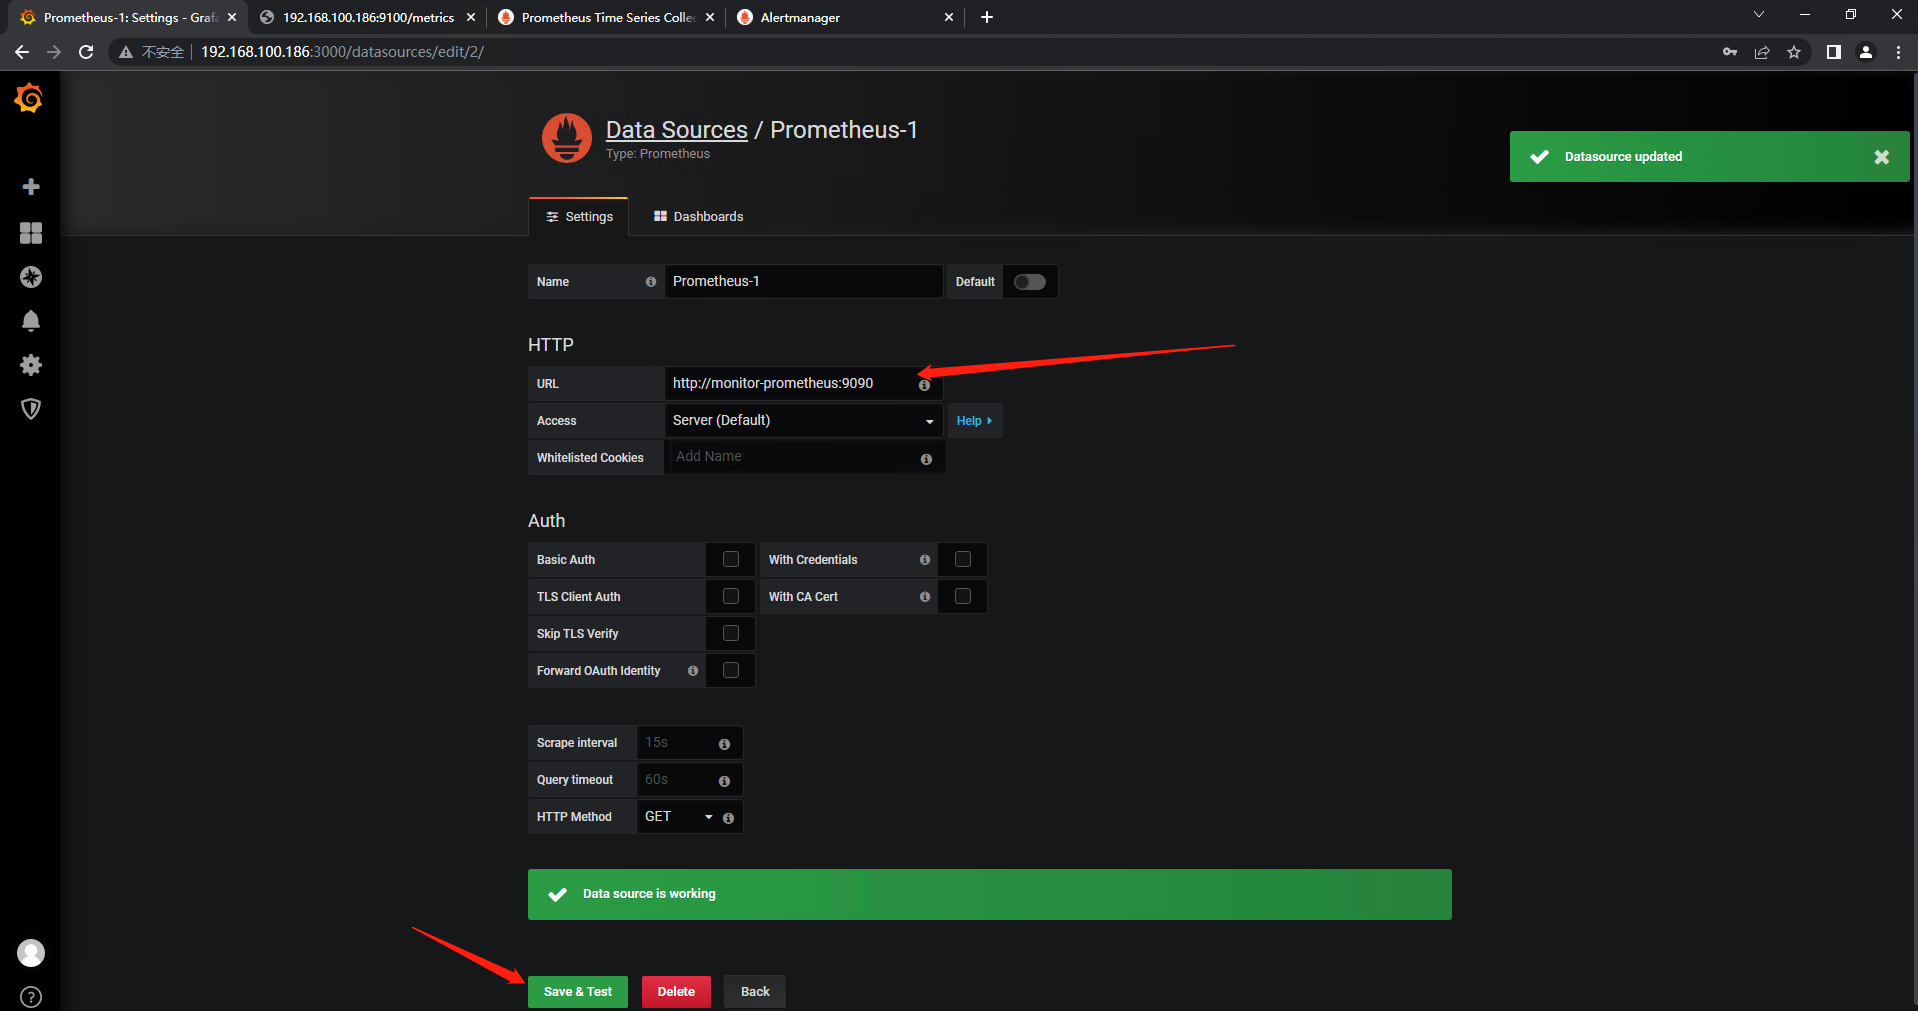 Prometheus-1: Settings - Grafa
192.168.100.186:9100/metrics
Prometheus Time Series Collec
Alertmanager
不安全
192.168.100.186:3000/datasources/edit/2/
Data Sources / Prometheus-1
Type: Prometheus
Datasource updated
Settings
Dashboards
Name
Prometheus-1
Default
HTTP
URL
http://monitor-prometheus:9090
Access
Server (Default)
Help
Whitelisted Cookies
Add Name
Auth
Basic Auth
With Credentials
TLS Client Auth
With CA Cert
Skip TLS Verify
Forward OAuth Identity
Scrape interval
15s
Query timeout
60s
HTTP Method
GET
Data source is working
Save & Test
Delete
Back